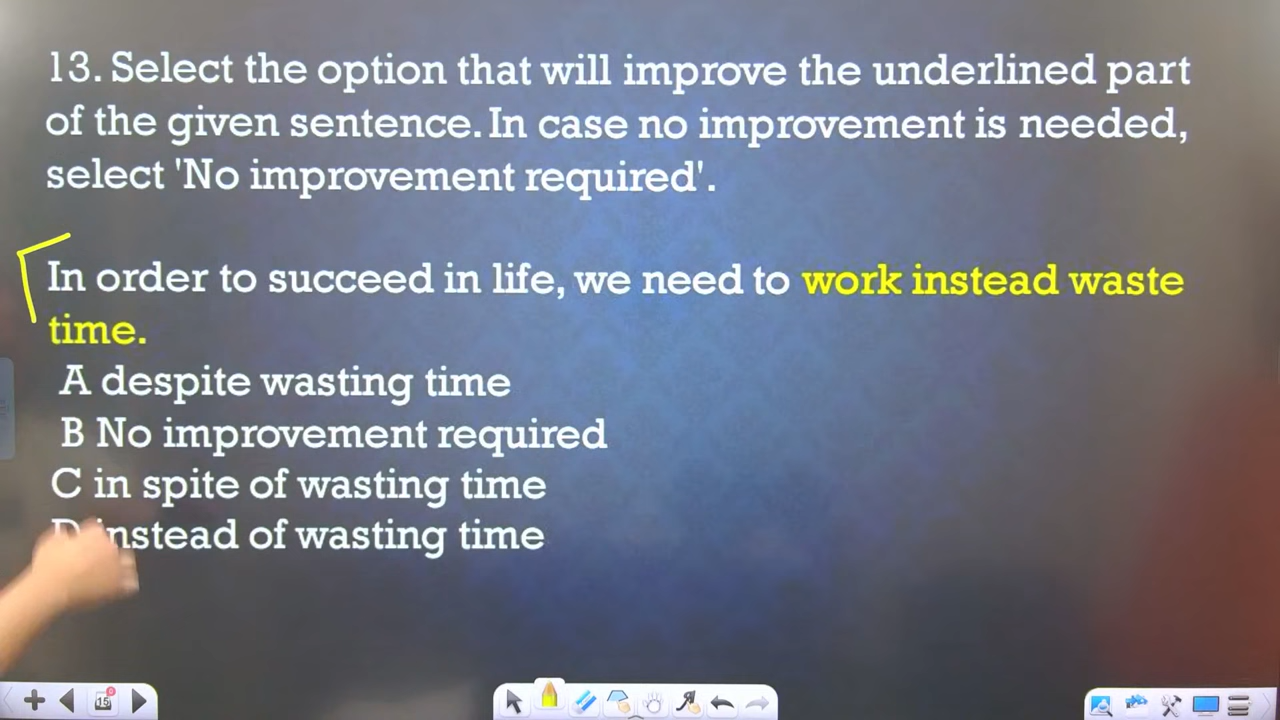 13. Select the option that will improve the underlined part
of the given sentence. In case no improvement is needed,
select 'No improvement required'.
In order to succeed in life, we need to work instead waste
time.
A despite wasting time
B No improvement required
C in spite of wasting time
D instead of wasting time
15